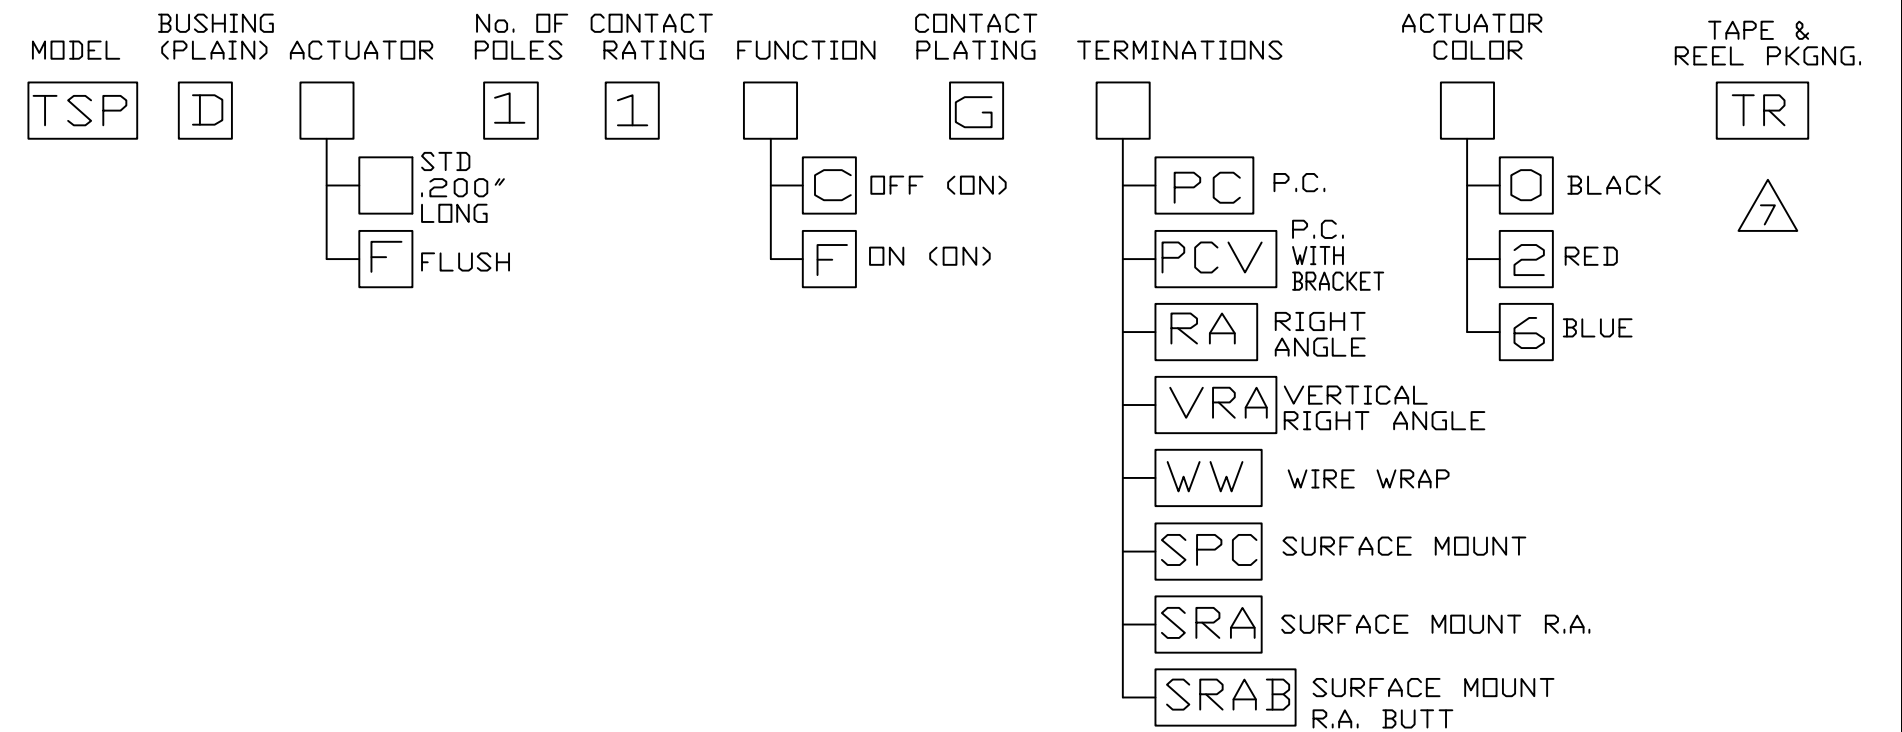 MODEL
BUSHING
(PLAIN)
ACTUATOR
No. OF
POLES
CONTACT
RATING
FUNCTION
CONTACT
PLATING
TERMINATIONS
ACTUATOR
COLOR
TAPE &
REEL PKGNG.
TSP
D
1
1
G
TR
STD
.200"
LONG
F FLUSH
C OFF (ON)
F ON (ON)
PC P.C.
PCV P.C.
WITH
BRACKET
RA RIGHT
ANGLE
VRA VERTICAL
RIGHT ANGLE
WW WIRE WRAP
SPC SURFACE MOUNT
SRA SURFACE MOUNT R.A.
SRAB SURFACE MOUNT
R.A. BUTT
0 BLACK
2 RED
6 BLUE
7